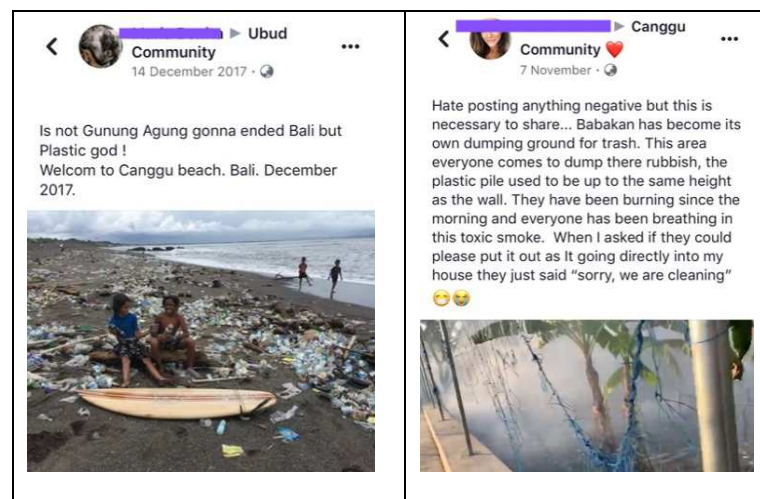 Ubud
Community
14 December 2017
Is not Gunung Agung gonna ended Bali but
Plastic god !
Welcom to Canggu beach. Bali. December
2017.
Canggu
Community ❤️
7 November
Hate posting anything negative but this is
necessary to share... Babakan has become its
own dumping ground for trash. This area
everyone comes to dump there rubbish, the
plastic pile used to be up to the same height
as the wall. They have been burning since the
morning and everyone has been breathing in
this toxic smoke.  When I asked if they could
please put it out as It going directly into my
house they just said “sorry, we are cleaning”
😷😭